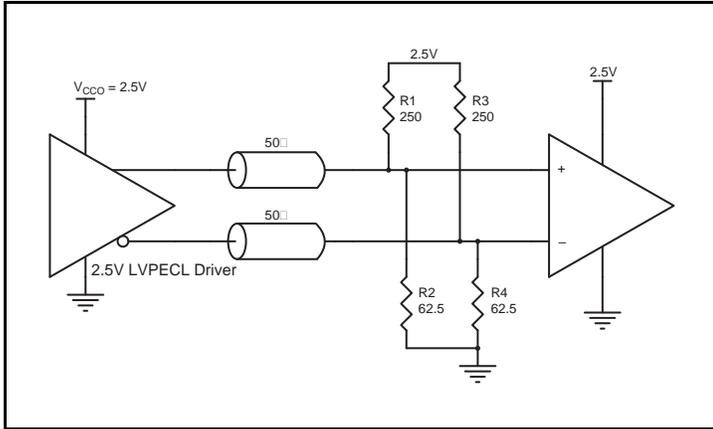 2.5V
V_CCO = 2.5V
2.5V
R1
250
R3
250
50□
+
50□
−
2.5V LVPECL Driver
R2
62.5
R4
62.5